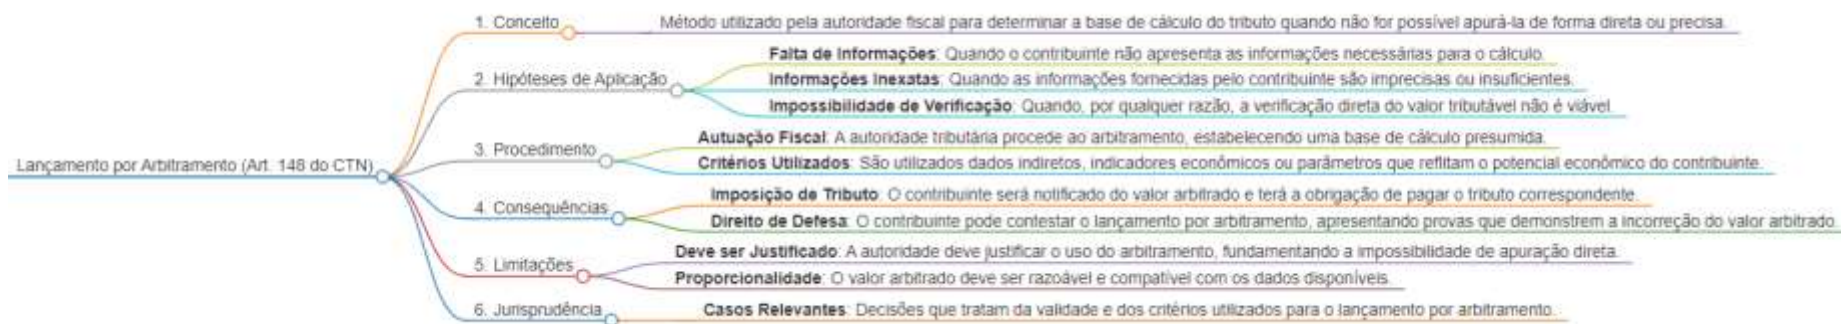 Lançamento por Arbitramento (Art. 148 do CTN)
1. Conceito
Método utilizado pela autoridade fiscal para determinar a base de cálculo do tributo quando não for possível apurá-la de forma direta ou precisa.
2. Hipóteses de Aplicação
Falta de Informações: Quando o contribuinte não apresenta as informações necessárias para o cálculo.
Informações Inexatas: Quando as informações fornecidas pelo contribuinte são imprecisas ou insuficientes.
Impossibilidade de Verificação: Quando, por qualquer razão, a verificação direta do valor tributável não é viável.
3. Procedimento
Autuação Fiscal: A autoridade tributária procede ao arbitramento, estabelecendo uma base de cálculo presumida.
Critérios Utilizados: São utilizados dados indiretos, indicadores econômicos ou parâmetros que reflitam o potencial econômico do contribuinte.
4. Consequências
Imposição de Tributo: O contribuinte será notificado do valor arbitrado e terá a obrigação de pagar o tributo correspondente.
Direito de Defesa: O contribuinte pode contestar o lançamento por arbitramento, apresentando provas que demonstrem a incorreção do valor arbitrado.
5. Limitações
Deve ser Justificado: A autoridade deve justificar o uso do arbitramento, fundamentando a impossibilidade de apuração direta.
Proporcionalidade: O valor arbitrado deve ser razoável e compatível com os dados disponíveis.
6. Jurisprudência
Casos Relevantes: Decisões que tratam da validade e dos critérios utilizados para o lançamento por arbitramento.